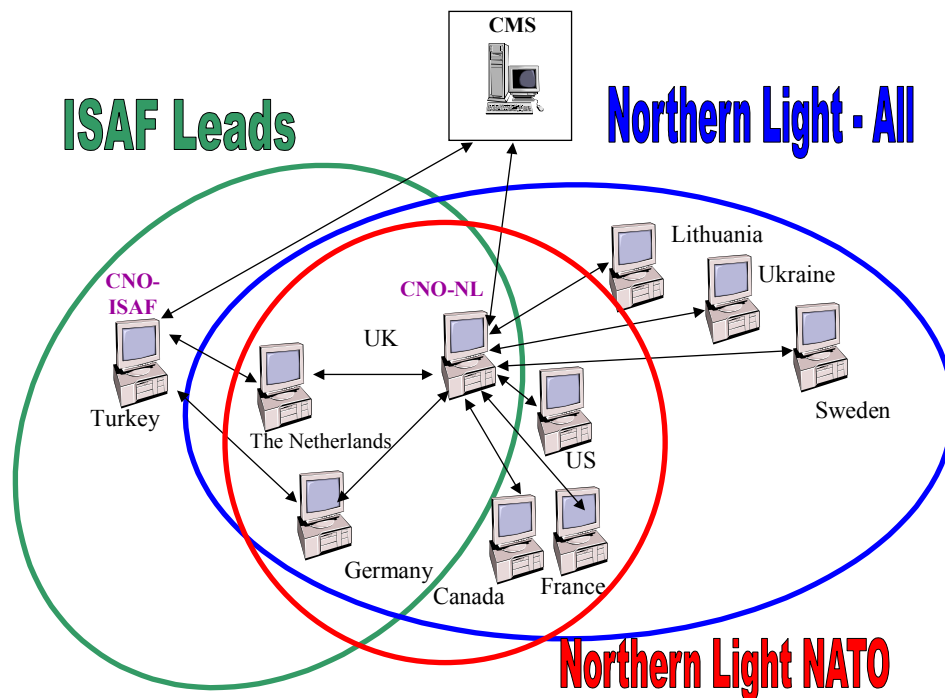 CMS
ISAF Leads
Northern Light - All
Lithuania
Ukraine
CNO-
ISAF
CNO-NL
UK
Turkey
The Netherlands
US
Sweden
Germany
Canada
France
Northern Light NATO